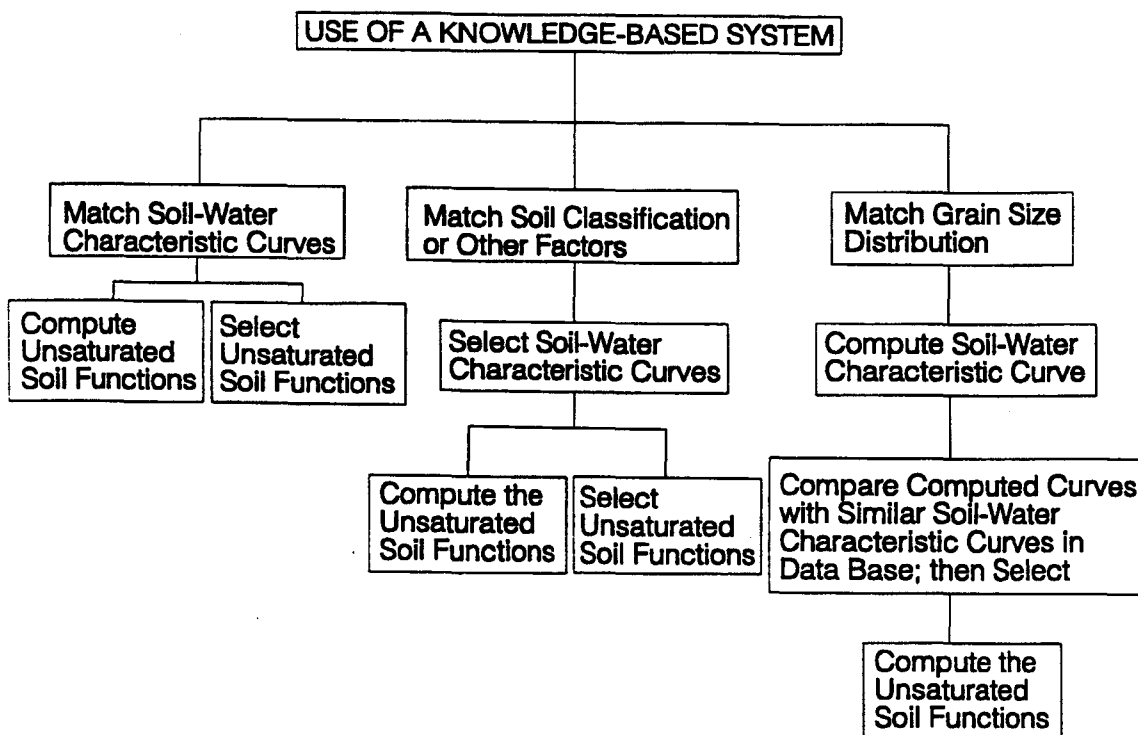 USE OF A KNOWLEDGE-BASED SYSTEM
Match Soil-Water
Characteristic Curves
Match Soil Classification
or Other Factors
Match Grain Size
Distribution
Compute
Unsaturated
Soil Functions
Select
Unsaturated
Soil Functions
Select Soil-Water
Characteristic Curves
Compute Soil-Water
Characteristic Curve
Compute the
Unsaturated
Soil Functions
Select
Unsaturated
Soil Functions
Compare Computed Curves
with Similar Soil-Water
Characteristic Curves in
Data Base; then Select
Compute the
Unsaturated
Soil Functions